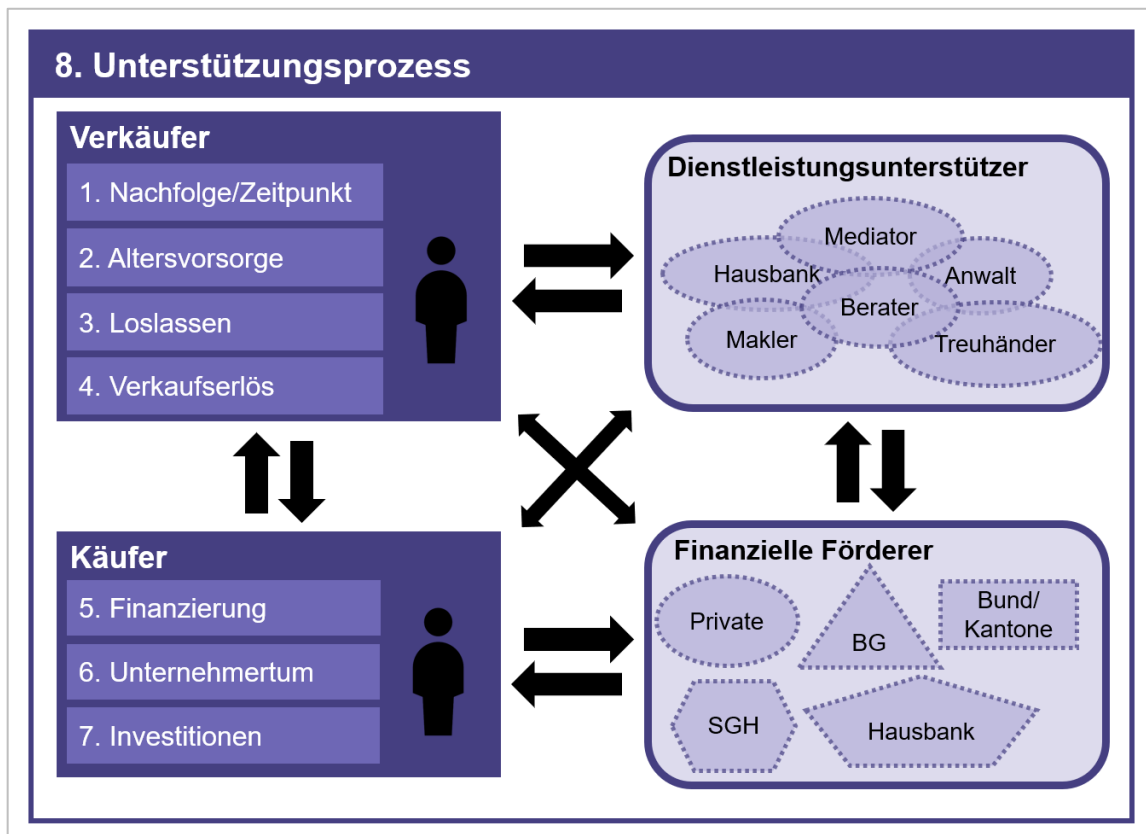 8. Unterstützungsprozess
Verkäufer
1. Nachfolge/Zeitpunkt
2. Altersvorsorge
3. Loslassen
4. Verkaufserlös
Dienstleistungsunterstützer
Mediator
Hausbank
Anwalt
Berater
Makler
Treuhänder
Käufer
5. Finanzierung
6. Unternehmertum
7. Investitionen
Finanzielle Förderer
Private
BG
Bund/
Kantone
SGH
Hausbank